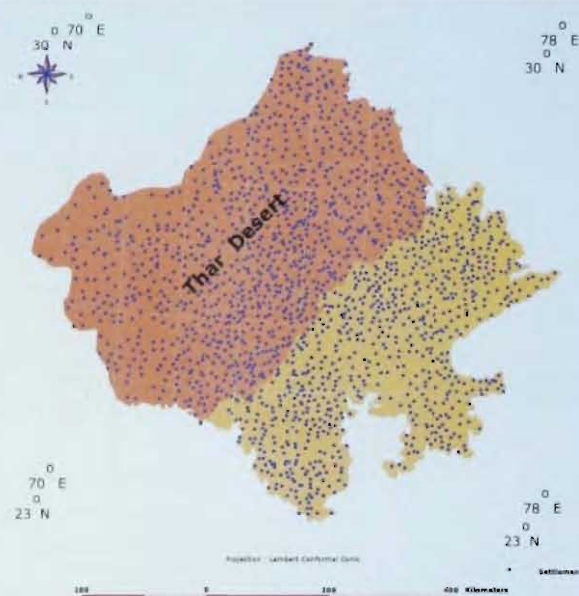 70 E
30 N
78 E
30 N
Thar Desert
70 E
23 N
78 E
23 N
Projection : Lambert Conformal Conic
Settlement
100 0 100 400 Kilometers